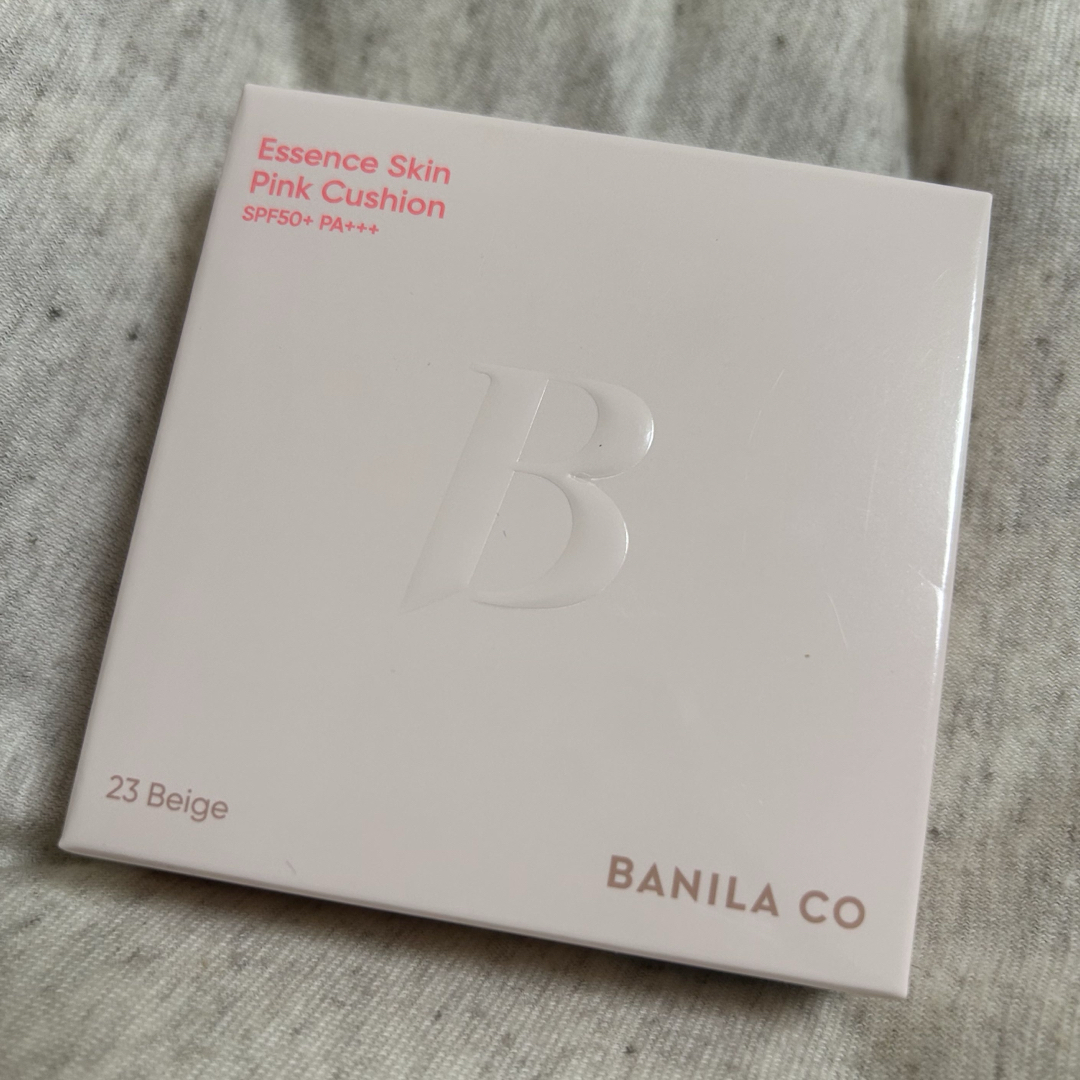 Essence Skin
Pink Cushion
SPF50+ PA+++
B
23 Beige
BANILA CO